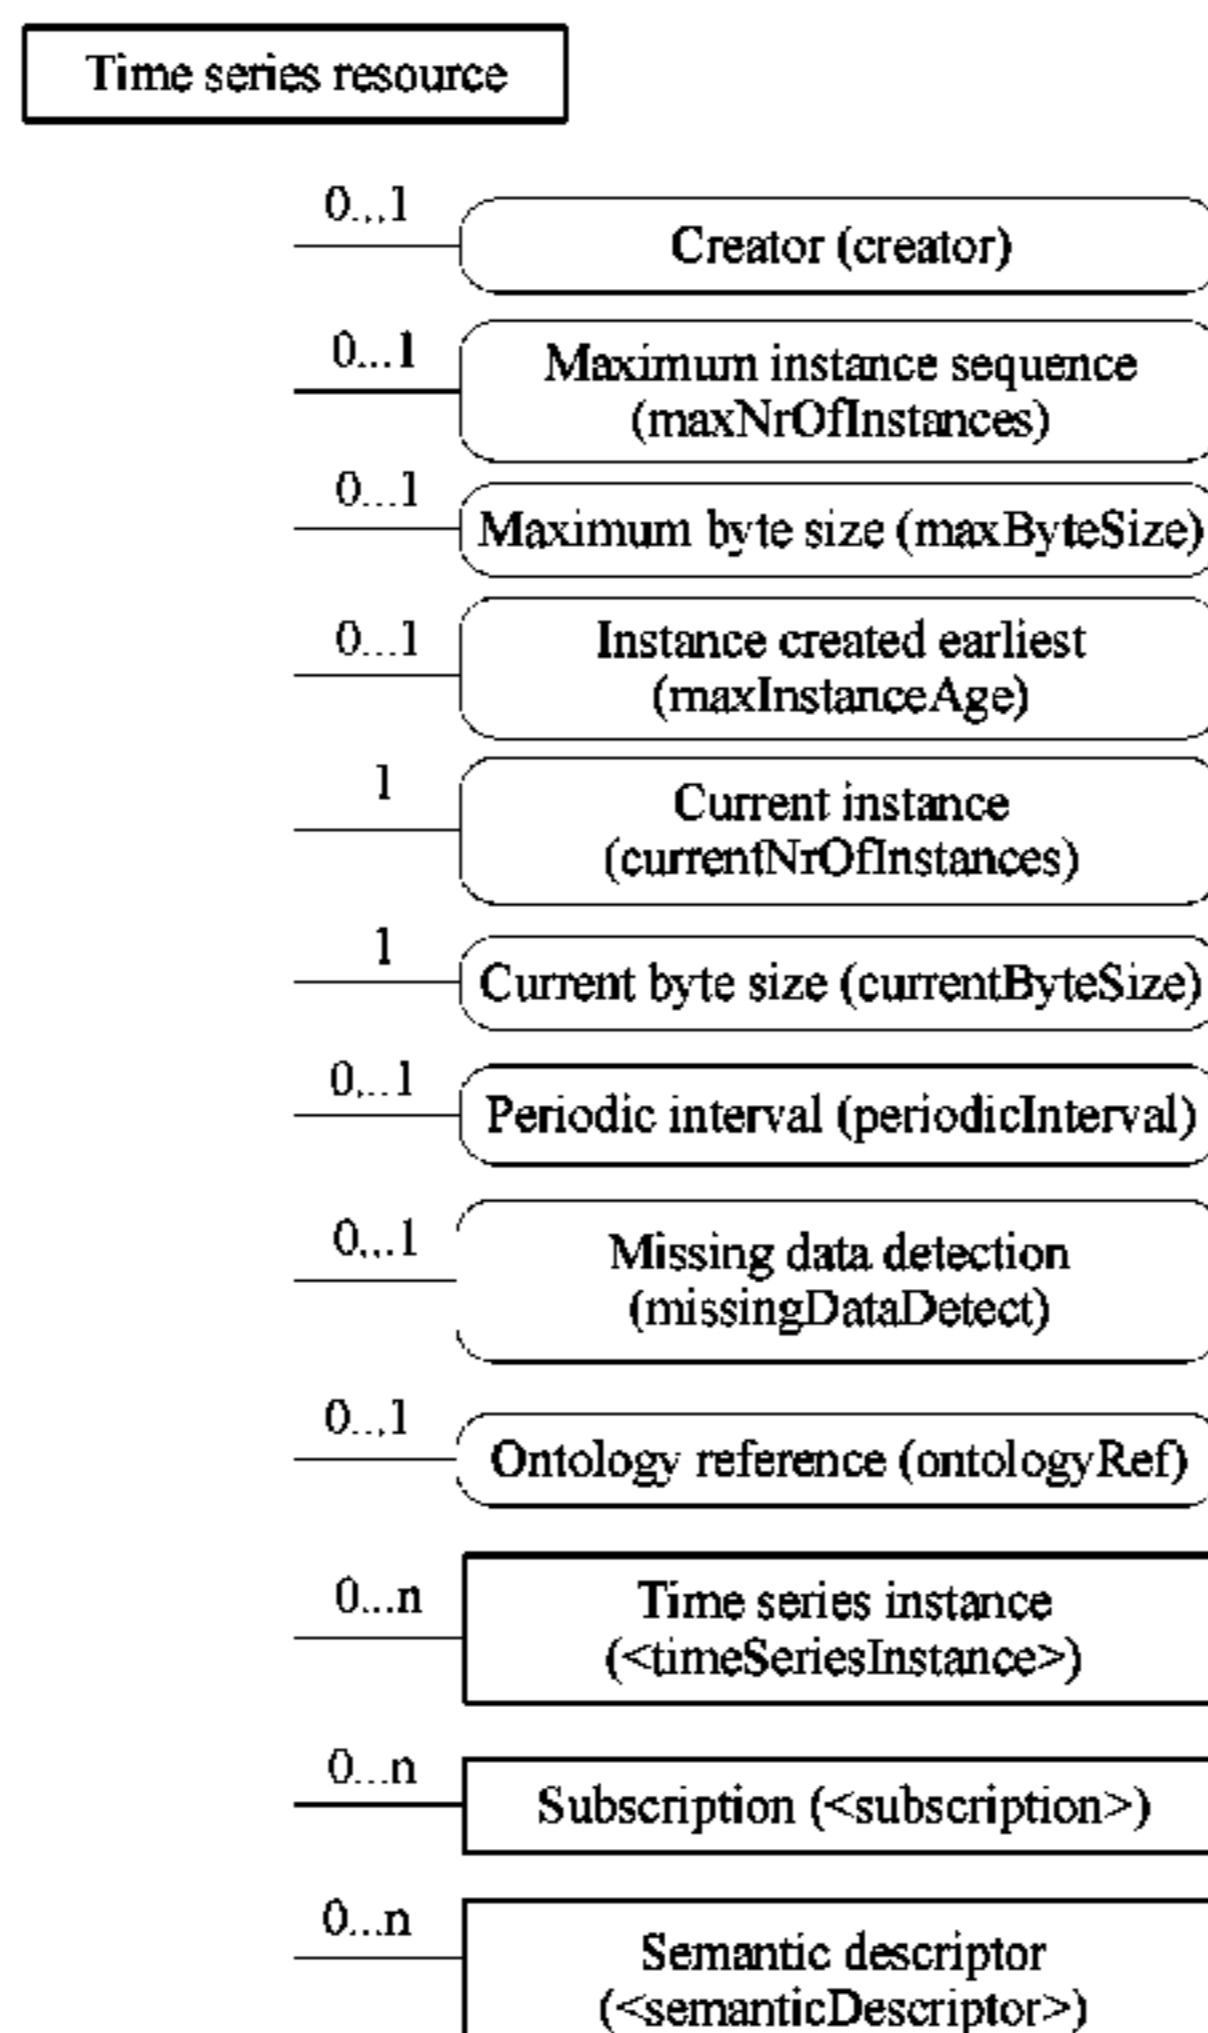 Time series resource
0...1
Creator (creator)
0...1
Maximum instance sequence
(maxNrOfInstances)
0...1
Maximum byte size (maxByteSize)
0...1
Instance created earliest
(maxInstanceAge)
1
Current instance
(currentNrOfInstances)
1
Current byte size (currentByteSize)
0...1
Periodic interval (periodicInterval)
0...1
Missing data detection
(missingDataDetect)
0...1
Ontology reference (ontologyRef)
0...n
Time series instance
(<timeSeriesInstance>)
0...n
Subscription (<subscription>)
0...n
Semantic descriptor
(<semanticDescriptor>)